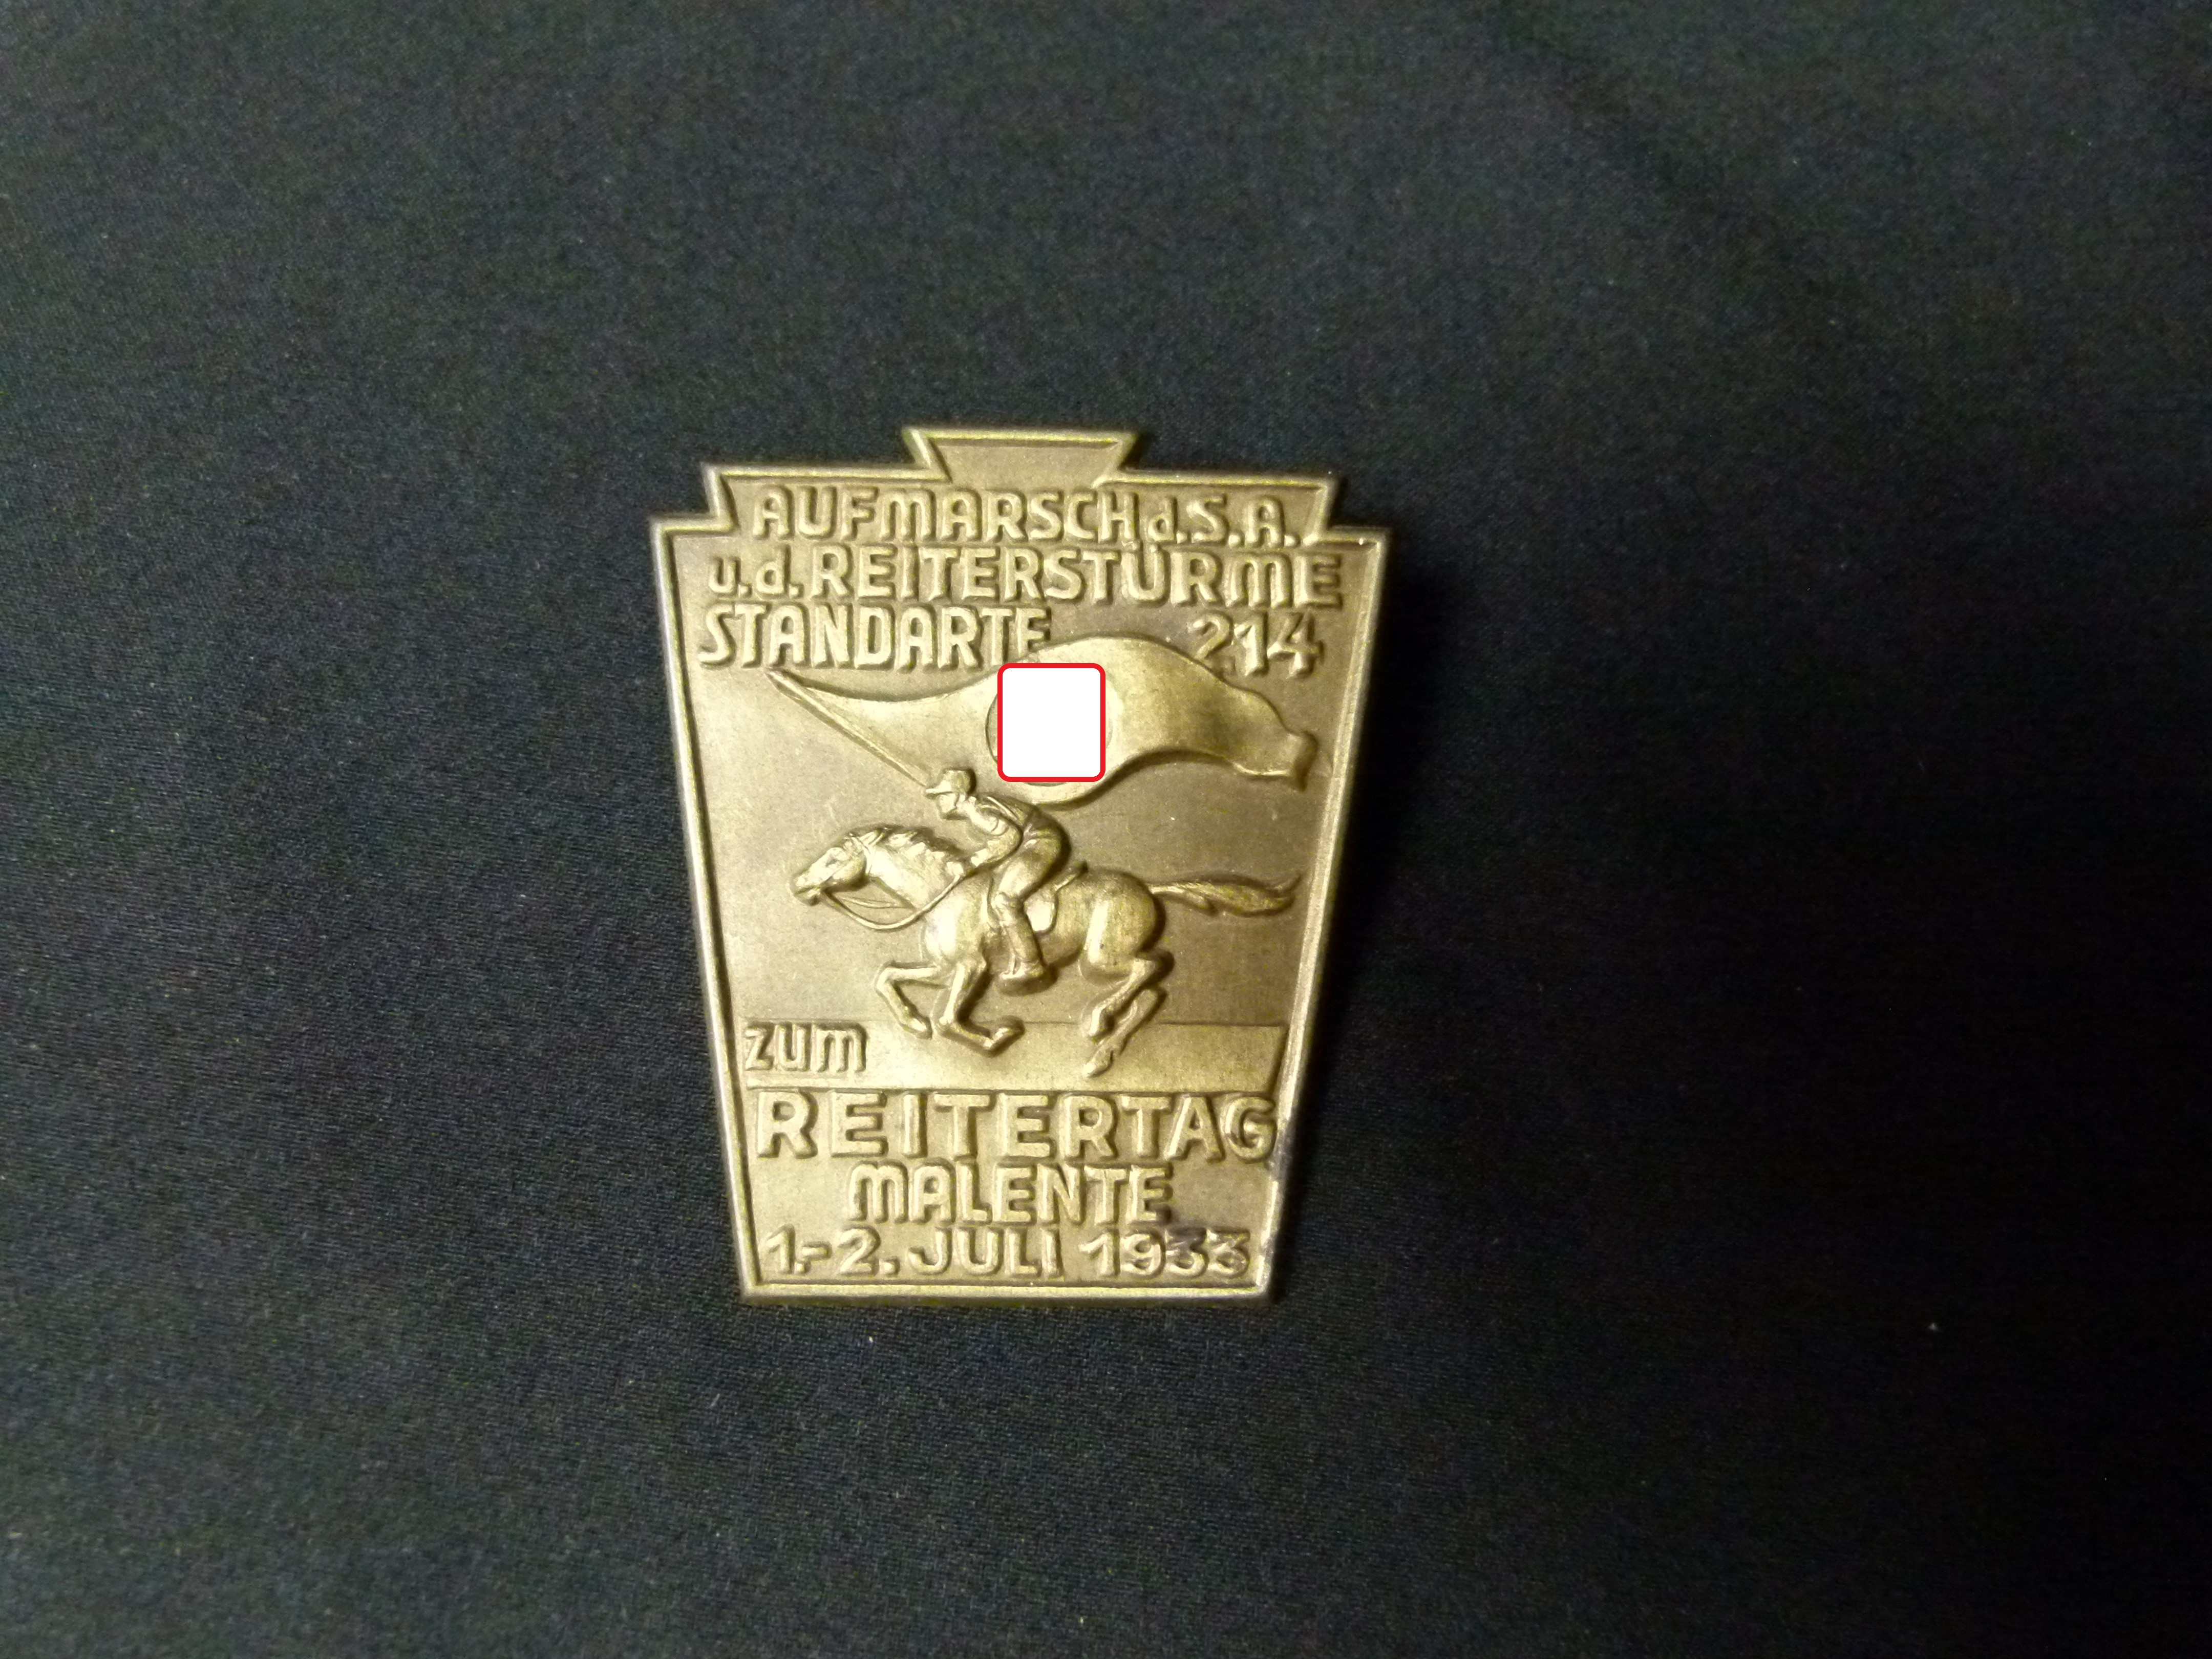 AUFMARSCH d. S. A.
u. d. REITERSTÜRME
STANDARTE 214
zum
REITERTAG
MALENTE
1.-2. JULI 1933